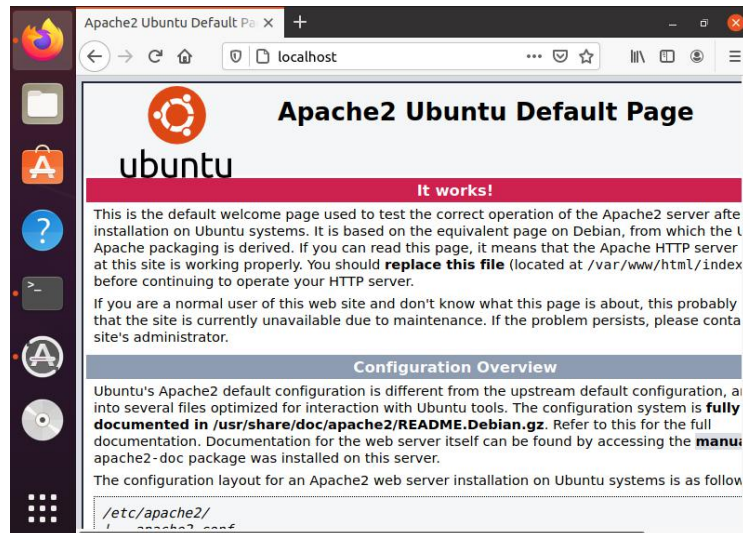 Apache2 Ubuntu Default Pa
localhost
ubuntu
Apache2 Ubuntu Default Page
It works!
This is the default welcome page used to test the correct operation of the Apache2 server afte
installation on Ubuntu systems. It is based on the equivalent page on Debian, from which the U
Apache packaging is derived. If you can read this page, it means that the Apache HTTP server
at this site is working properly. You should replace this file (located at /var/www/html/index
before continuing to operate your HTTP server.
If you are a normal user of this web site and don't know what this page is about, this probably
that the site is currently unavailable due to maintenance. If the problem persists, please conta
site's administrator.
Configuration Overview
Ubuntu's Apache2 default configuration is different from the upstream default configuration, a
into several files optimized for interaction with Ubuntu tools. The configuration system is fully
documented in /usr/share/doc/apache2/README.Debian.gz. Refer to this for the full
documentation. Documentation for the web server itself can be found by accessing the manua
apache2-doc package was installed on this server.
The configuration layout for an Apache2 web server installation on Ubuntu systems is as follow
/etc/apache2/
apache2.conf